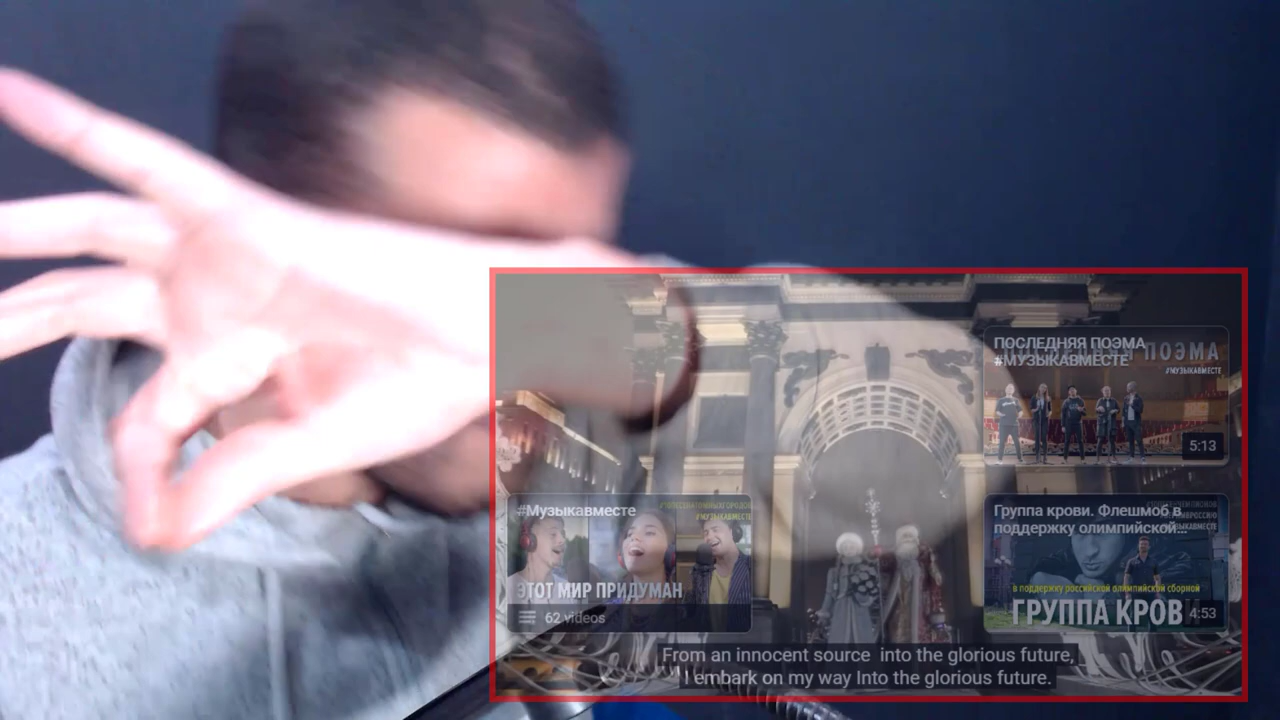 ПОСЛЕДНЯЯ ПОЭМА
#МУЗЫКАВМЕСТЕ
ПОЭМА
#МУЗЫКАВМЕСТЕ
5:13
#Музыкавместе
#МУЗЫКАВМЕСТЕ
ЭТОТ МИР ПРИДУМАН
62 videos
Группа крови. Флешмоб в
поддержку олимпийской...
в поддержку российской олимпийской сборной
ГРУППА КРОВ
4:53
From an innocent source into the glorious future,
I embark on my way Into the glorious future.